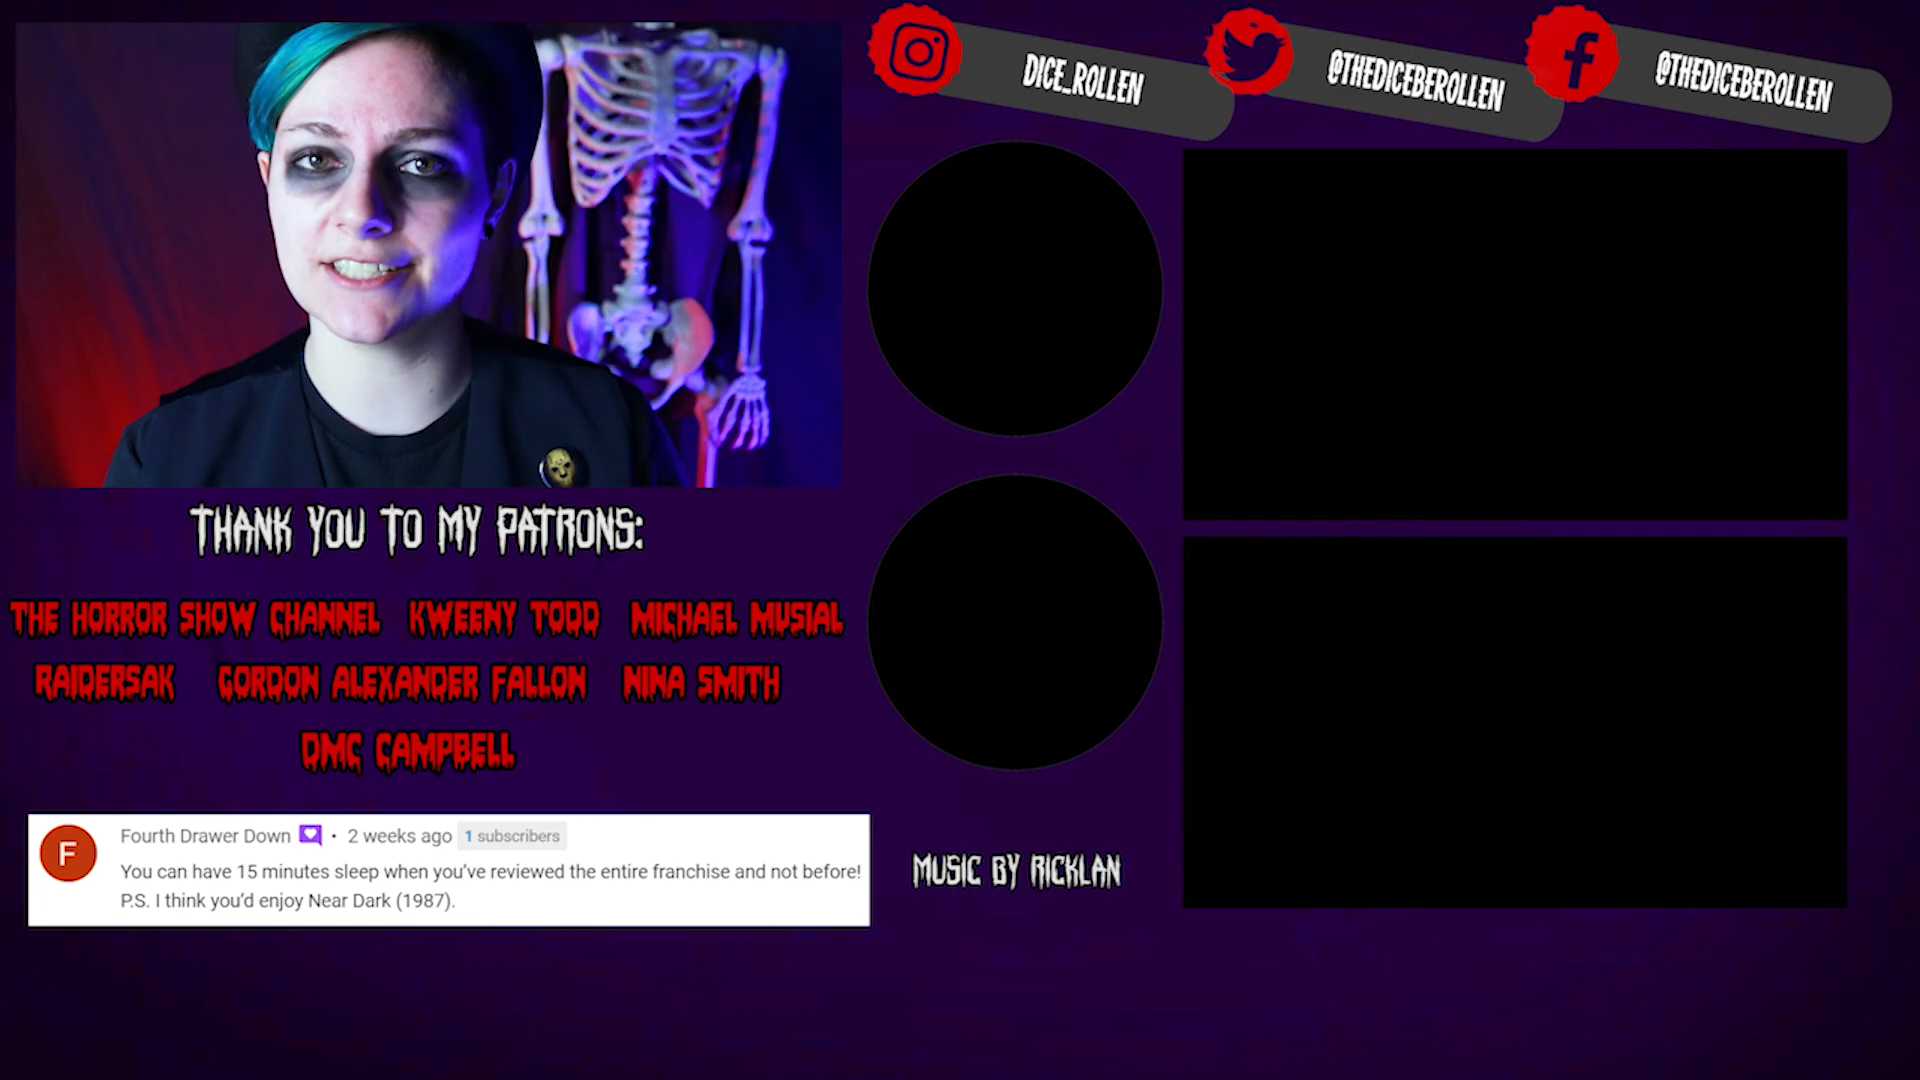 DICE_ROLLEN
@THEDICEBEROLLEN
@THEDICEBEROLLEN
THANK YOU TO MY PATRONS:
THE HORROR SHOW CHANNEL KWEENY TODD MICHAEL MUSIAL
RAIDERSAK GORDON ALEXANDER FALLON NINA SMITH
DMC CAMPBELL
F
Fourth Drawer Down • 2 weeks ago 1 subscribers
You can have 15 minutes sleep when you've reviewed the entire franchise and not before!
P.S. I think you'd enjoy Near Dark (1987).
MUSIC BY RICKLAN